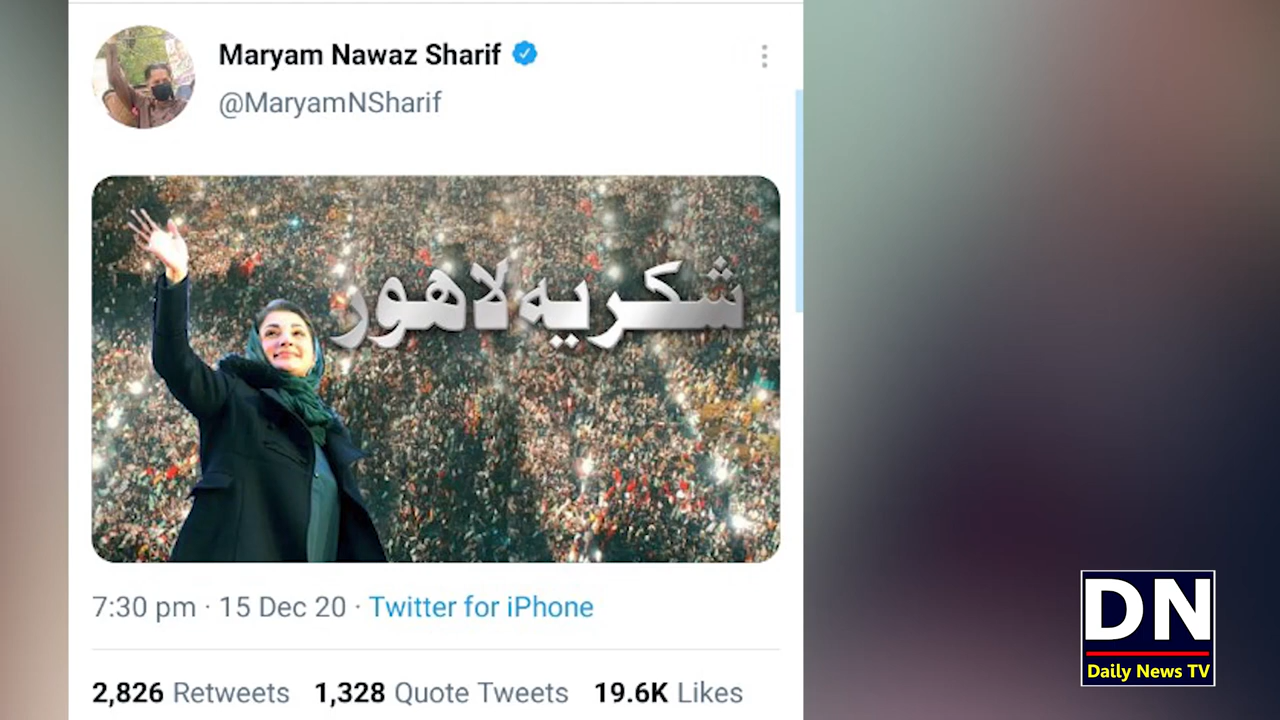 Maryam Nawaz Sharif
@MaryamNSharif
شکریہ لاھور
7:30 pm · 15 Dec 20 · Twitter for iPhone
2,826 Retweets 1,328 Quote Tweets 19.6K Likes
DN
Daily News TV